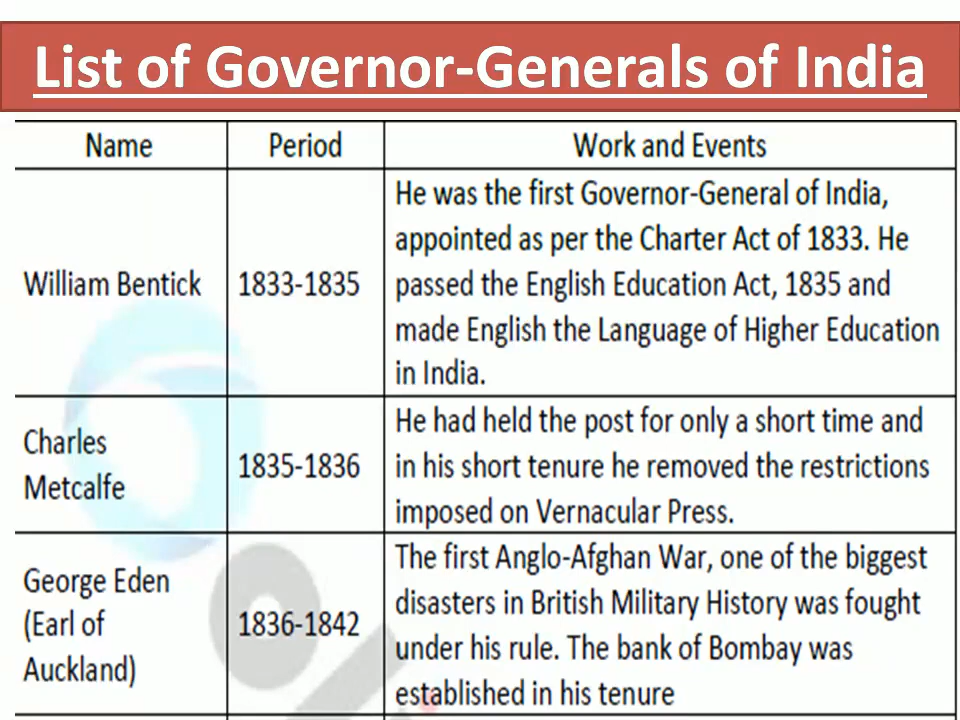 List of Governor-Generals of India
Name Period Work and Events
William Bentick 1833-1835
He was the first Governor-General of India,
appointed as per the Charter Act of 1833. He
passed the English Education Act, 1835 and
made English the Language of Higher Education
in India.
Charles
Metcalfe
1835-1836
He had held the post for only a short time and
in his short tenure he removed the restrictions
imposed on Vernacular Press.
George Eden
(Earl of
Auckland)
1836-1842
The first Anglo-Afghan War, one of the biggest
disasters in British Military History was fought
under his rule. The bank of Bombay was
established in his tenure